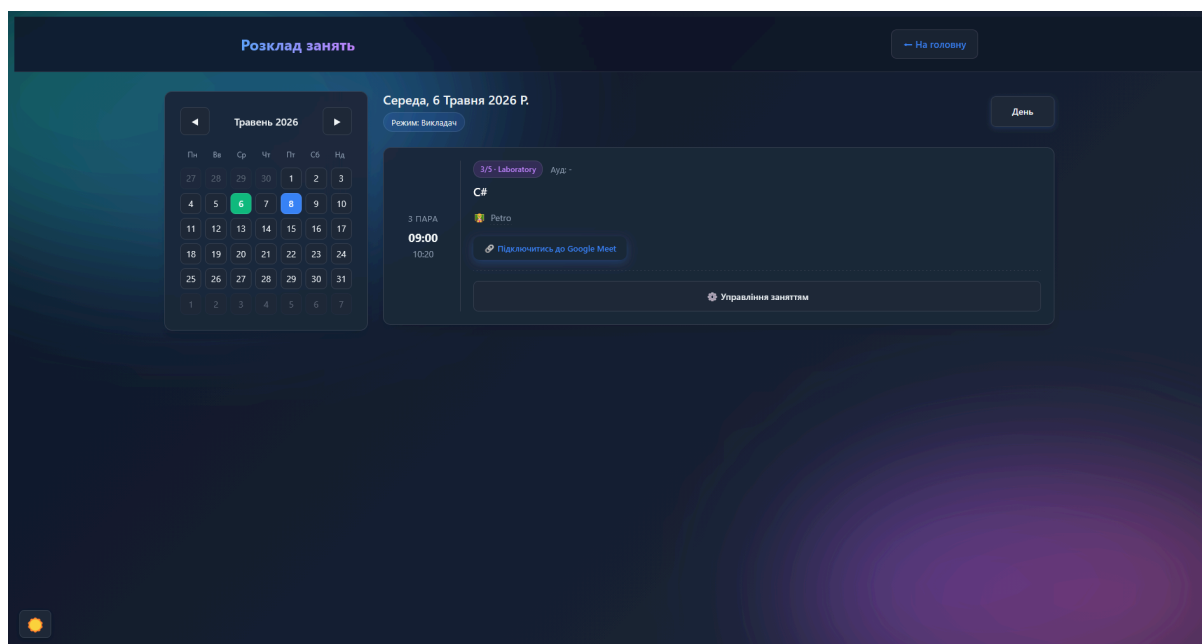 Розклад занять
← На головну
◄ Травень 2026 ►
Пн Вв Ср Чт Пт Сб Нд
27 28 29 30 1 2 3
4 5 6 7 8 9 10
11 12 13 14 15 16 17
18 19 20 21 22 23 24
25 26 27 28 29 30 31
1 2 3 4 5 6 7
Середа, 6 Травня 2026 Р.
Режим: Викладач
День
3 ПАРА
09:00
10:20
3/5 · Laboratory Ауд: -
C#
Petro
Підключитись до Google Meet
Управління заняттям